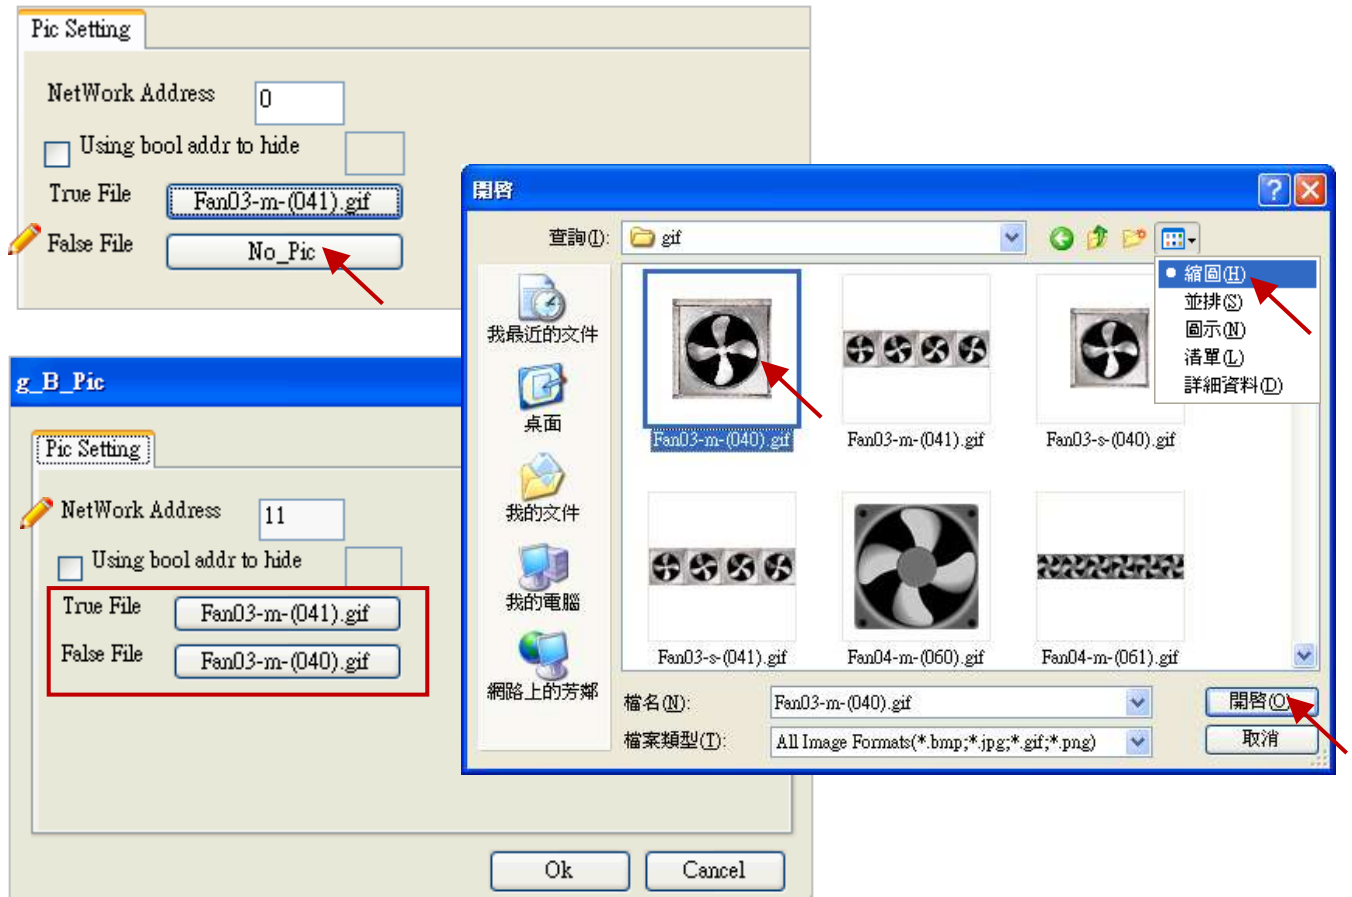 Pic Setting
NetWork Address 0
Using bool addr to hide
True File Fan03-m-(041).gif
False File No_Pic
開啓
查詢(I): gif
縮圖(H)
並排(S)
圖示(N)
清單(L)
詳細資料(D)
我最近的文件
桌面
我的文件
我的電腦
網路上的芳鄰
Fan03-m-(040).gif Fan03-m-(041).gif Fan03-s-(040).gif
Fan03-s-(041).gif Fan04-m-(060).gif Fan04-m-(061).gif
檔名(N): Fan03-m-(040).gif 開啓(O)
檔案類型(T): All Image Formats(*.bmp;*.jpg;*.gif;*.png) 取消
g_B_Pic
Pic Setting
NetWork Address 11
Using bool addr to hide
True File Fan03-m-(041).gif
False File Fan03-m-(040).gif
Ok Cancel